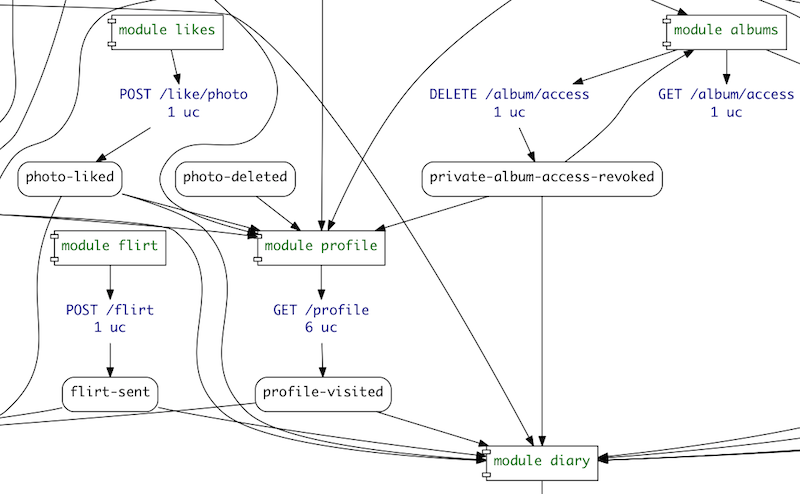 module likes
module albums
POST /like/photo
1 uc
DELETE /album/access
1 uc
GET /album/access
1 uc
photo-liked
photo-deleted
private-album-access-revoked
module flirt
module profile
POST /flirt
1 uc
GET /profile
6 uc
flirt-sent
profile-visited
module diary